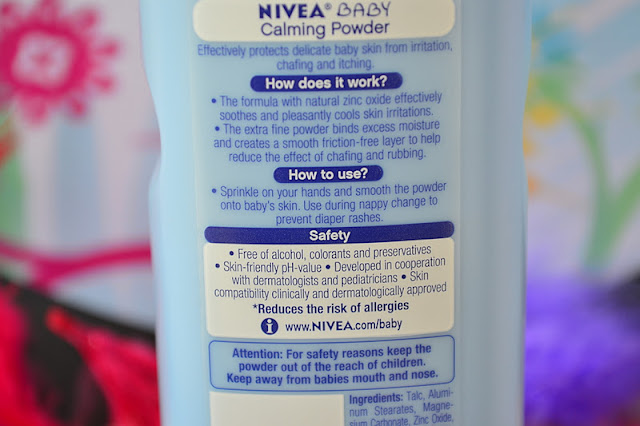 NIVEA® BABY
Calming Powder
Effectively protects delicate baby skin from irritation,
chafing and itching.
How does it work?
• The formula with natural zinc oxide effectively
soothes and pleasantly cools skin irritations.
• The extra fine powder binds excess moisture
and creates a smooth friction-free layer to help
reduce the effect of chafing and rubbing.
How to use?
• Sprinkle on your hands and smooth the powder
onto baby's skin. Use during nappy change to
prevent diaper rashes.
Safety
• Free of alcohol, colorants and preservatives
• Skin-friendly pH-value • Developed in cooperation
with dermatologists and pediatricians • Skin
compatibility clinically and dermatologically approved
*Reduces the risk of allergies
i www.NIVEA.com/baby
Attention: For safety reasons keep the
powder out of the reach of children.
Keep away from babies mouth and nose.
Ingredients: Talc, Alumi-
num Stearates, Magne-
sium Carbonate, Zinc Oxide,